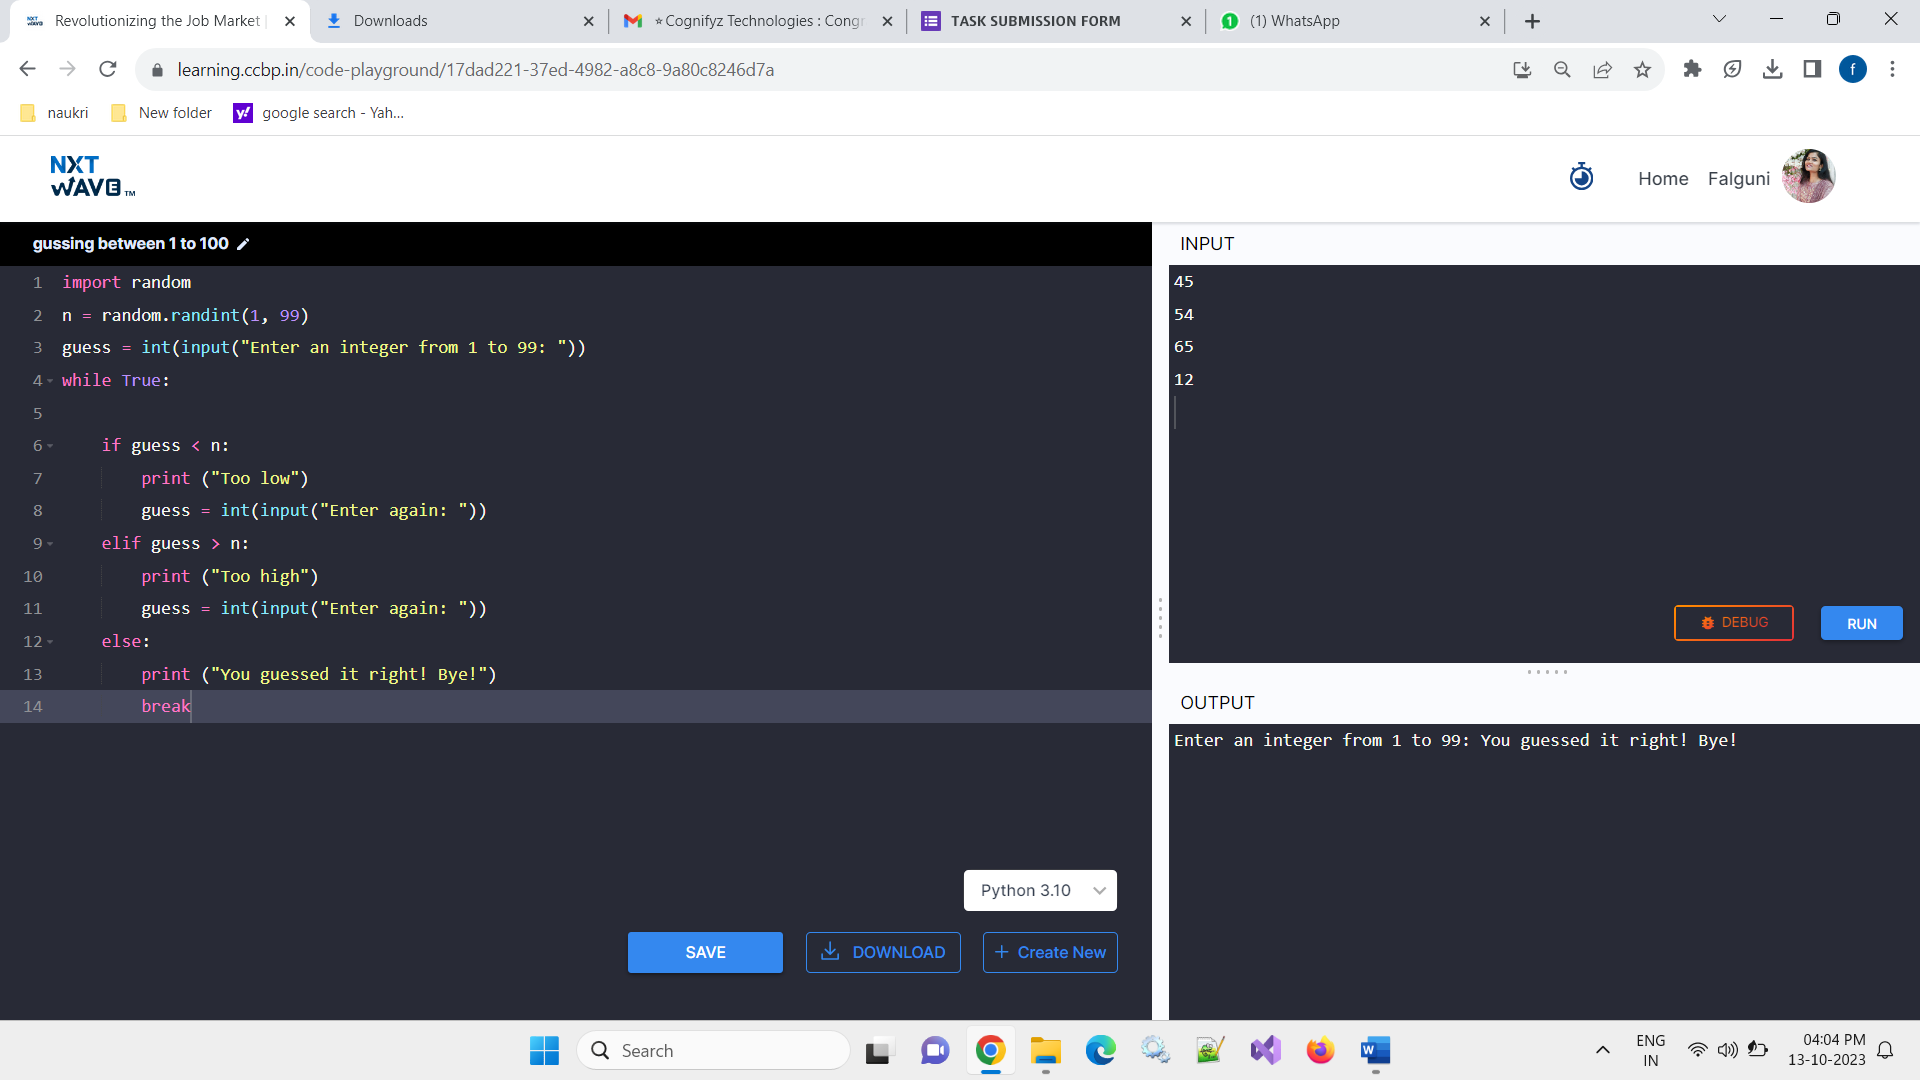 NXT WAVE Revolutionizing the Job Market
Downloads
Cognifyz Technologies : Congr
TASK SUBMISSION FORM
1 (1) WhatsApp
learning.ccbp.in/code-playground/17dad221-37ed-4982-a8c8-9a80c8246d7a
f
naukri
New folder
y! google search - Yah...
NXT
WAVE TM
Home
Falguni
gussing between 1 to 100
1 import random
2 n = random.randint(1, 99)
3 guess = int(input("Enter an integer from 1 to 99: "))
4 while True:
5
6 if guess < n:
7 print ("Too low")
8 guess = int(input("Enter again: "))
9 elif guess > n:
10 print ("Too high")
11 guess = int(input("Enter again: "))
12 else:
13 print ("You guessed it right! Bye!")
14 break
Python 3.10
SAVE
DOWNLOAD
+ Create New
INPUT
45
54
65
12
DEBUG
RUN
OUTPUT
Enter an integer from 1 to 99: You guessed it right! Bye!
Search
W
ENG
IN
04:04 PM
13-10-2023